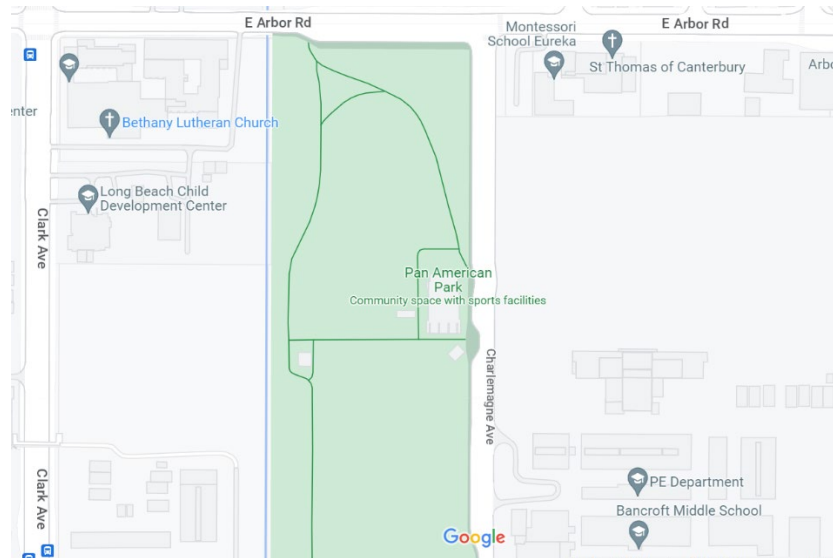 E Arbor Rd
E Arbor Rd
Montessori
School Eureka
St Thomas of Canterbury
Arbo
enter
Bethany Lutheran Church
Long Beach Child
Development Center
Clark Ave
Pan American
Park
Community space with sports facilities
Charlemagne Ave
Clark Ave
PE Department
Bancroft Middle School
Google